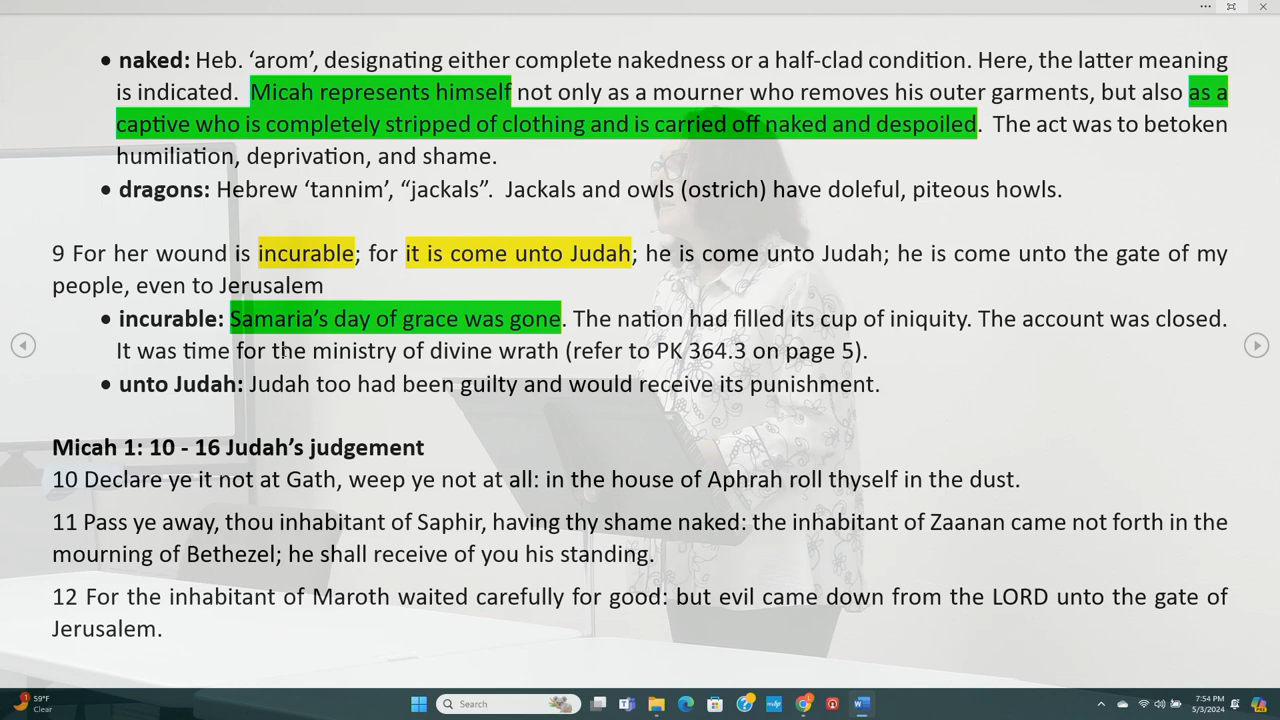 • naked: Heb. ‘arom’, designating either complete nakedness or a half-clad condition. Here, the latter meaning
is indicated. Micah represents himself not only as a mourner who removes his outer garments, but also as a
captive who is completely stripped of clothing and is carried off naked and despoiled. The act was to betoken
humiliation, deprivation, and shame.
• dragons: Hebrew ‘tannim’, “jackals”. Jackals and owls (ostrich) have doleful, piteous howls.
9 For her wound is incurable; for it is come unto Judah; he is come unto Judah; he is come unto the gate of my
people, even to Jerusalem
• incurable: Samaria’s day of grace was gone. The nation had filled its cup of iniquity. The account was closed.
It was time for the ministry of divine wrath (refer to PK 364.3 on page 5).
• unto Judah: Judah too had been guilty and would receive its punishment.
Micah 1: 10 - 16 Judah’s judgement
10 Declare ye it not at Gath, weep ye not at all: in the house of Aphrah roll thyself in the dust.
11 Pass ye away, thou inhabitant of Saphir, having thy shame naked: the inhabitant of Zaanan came not forth in the
mourning of Bethezel; he shall receive of you his standing.
12 For the inhabitant of Maroth waited carefully for good: but evil came down from the LORD unto the gate of
Jerusalem.
1
59°F
Clear
Search
7:54 PM
5/3/2024